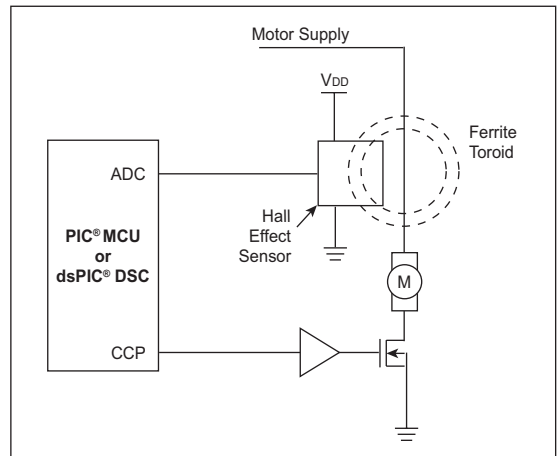 Motor Supply
VDD
Ferrite
Toroid
ADC
Hall
Effect
Sensor
PIC® MCU
or
dsPIC® DSC
M
CCP